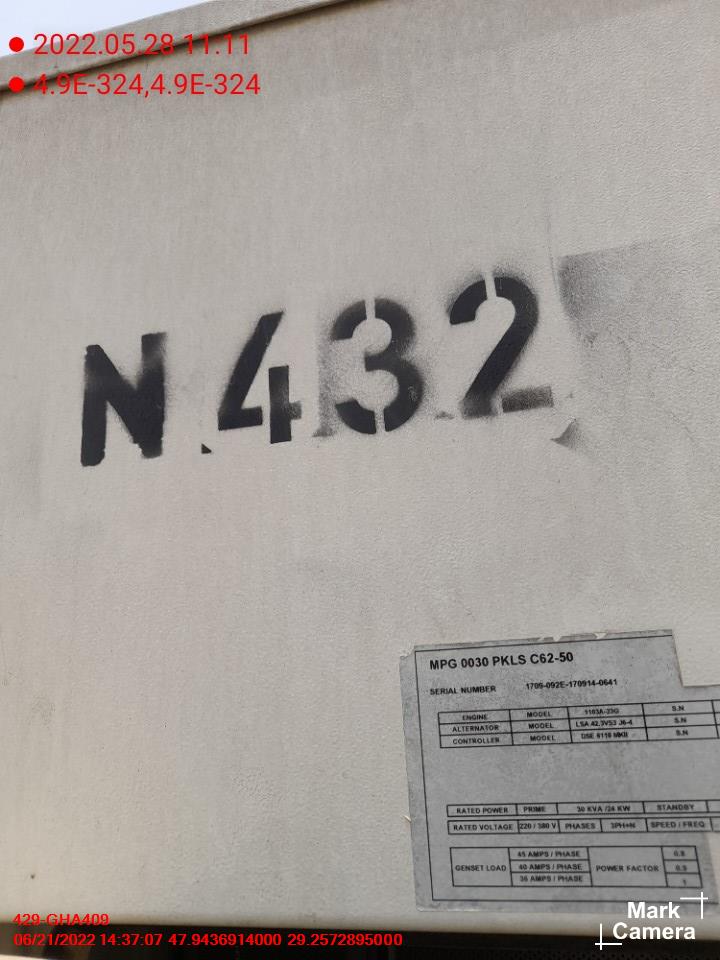 2022.05.28 11.11
4.9E-324,4.9E-324
N 432
MPG 0030 PKLS C62-50
SERIAL NUMBER 1709-092E-170914-0641
ENGINE MODEL 1103A-33G S.N
ALTERNATOR MODEL LSA 42.3VS3 J6-4 S.N
CONTROLLER MODEL DSE 6110 MKII S.N
RATED POWER PRIME 30 KVA /24 KW STANDBY
RATED VOLTAGE 220 / 380 V PHASES 3PH+N SPEED / FREQ
45 AMPS / PHASE 0.8
GENSET LOAD 40 AMPS / PHASE POWER FACTOR 0.9
36 AMPS / PHASE 1
429-GHA409
06/21/2022 14:37:07 47.9436914000 29.2572895000
Mark
Camera